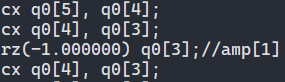 cx q0[5], q0[4];
cx q0[4], q0[3];
rz(-1.000000) q0[3];//amp[1]
cx q0[4], q0[3];